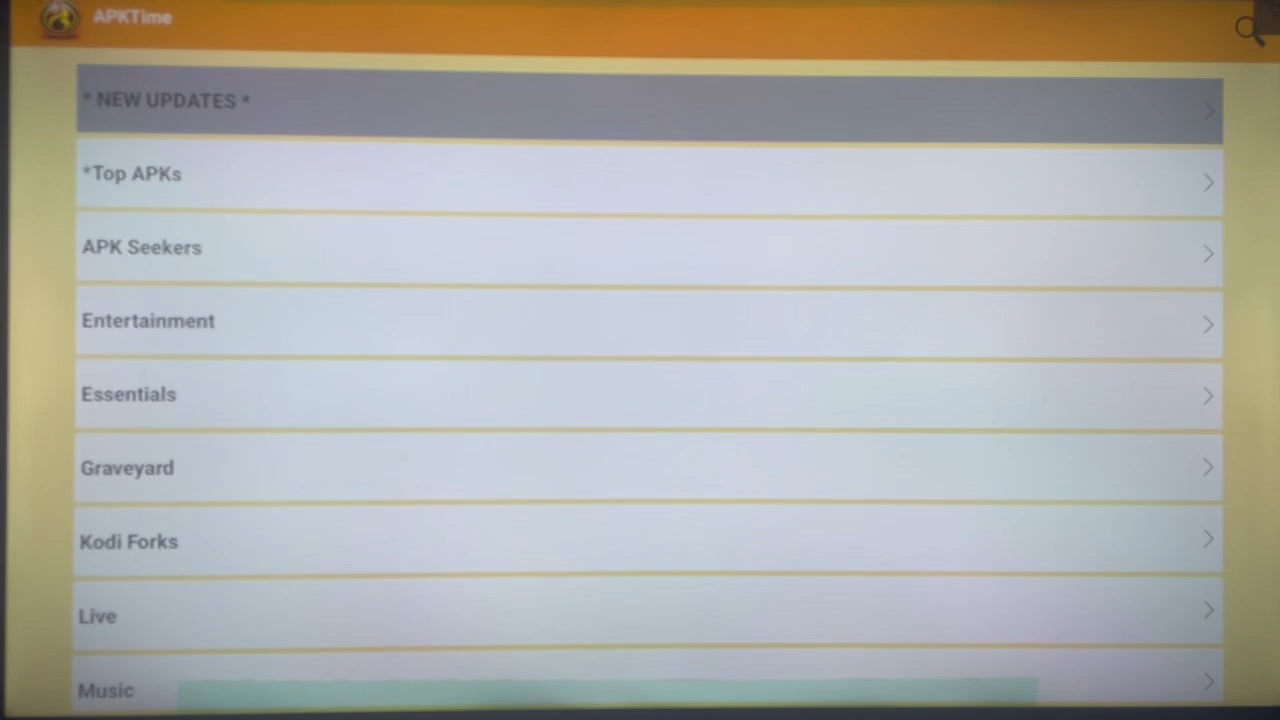 APKTime
* NEW UPDATES *
*Top APKs
APK Seekers
Entertainment
Essentials
Graveyard
Kodi Forks
Live
Music